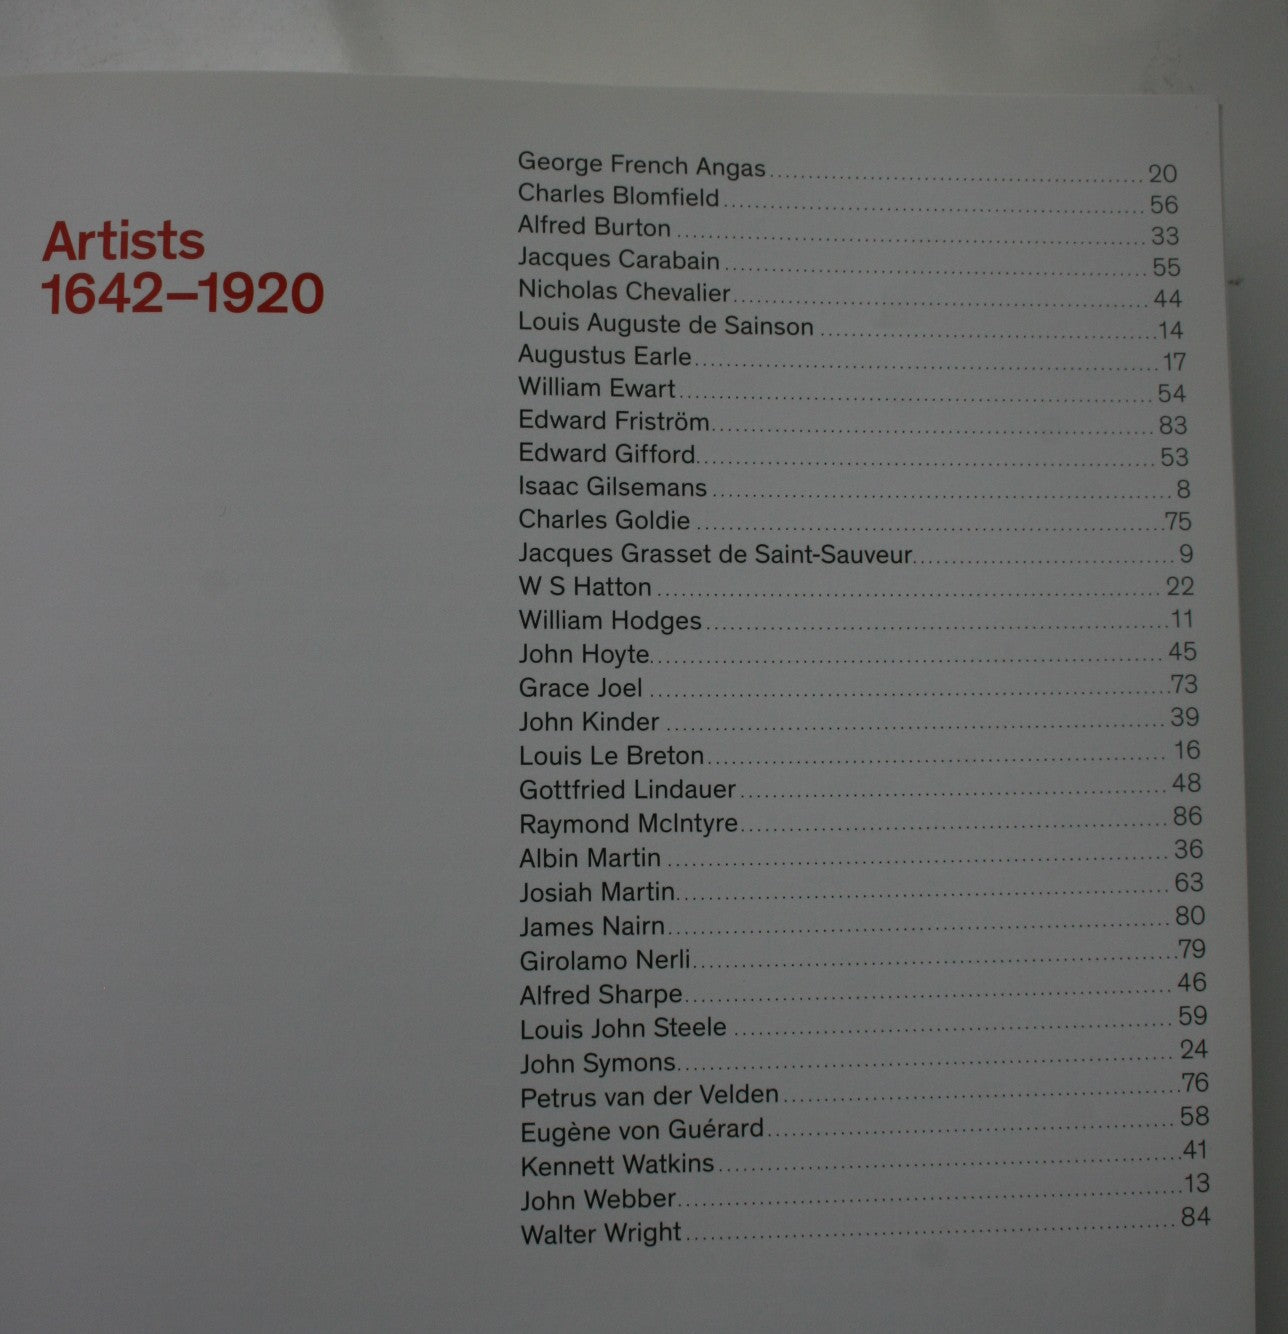 Artists
1642–1920
George French Angas 20
Charles Blomfield 56
Alfred Burton 33
Jacques Carabain 55
Nicholas Chevalier 44
Louis Auguste de Sainson 14
Augustus Earle 17
William Ewart 54
Edward Friström 83
Edward Gifford 53
Isaac Gilsemans 8
Charles Goldie 75
Jacques Grasset de Saint-Sauveur 9
W S Hatton 22
William Hodges 11
John Hoyte 45
Grace Joel 73
John Kinder 39
Louis Le Breton 16
Gottfried Lindauer 48
Raymond McIntyre 86
Albin Martin 36
Josiah Martin 63
James Nairn 80
Girolamo Nerli 79
Alfred Sharpe 46
Louis John Steele 59
John Symons 24
Petrus van der Velden 76
Eugène von Guérard 58
Kennett Watkins 41
John Webber 13
Walter Wright 84